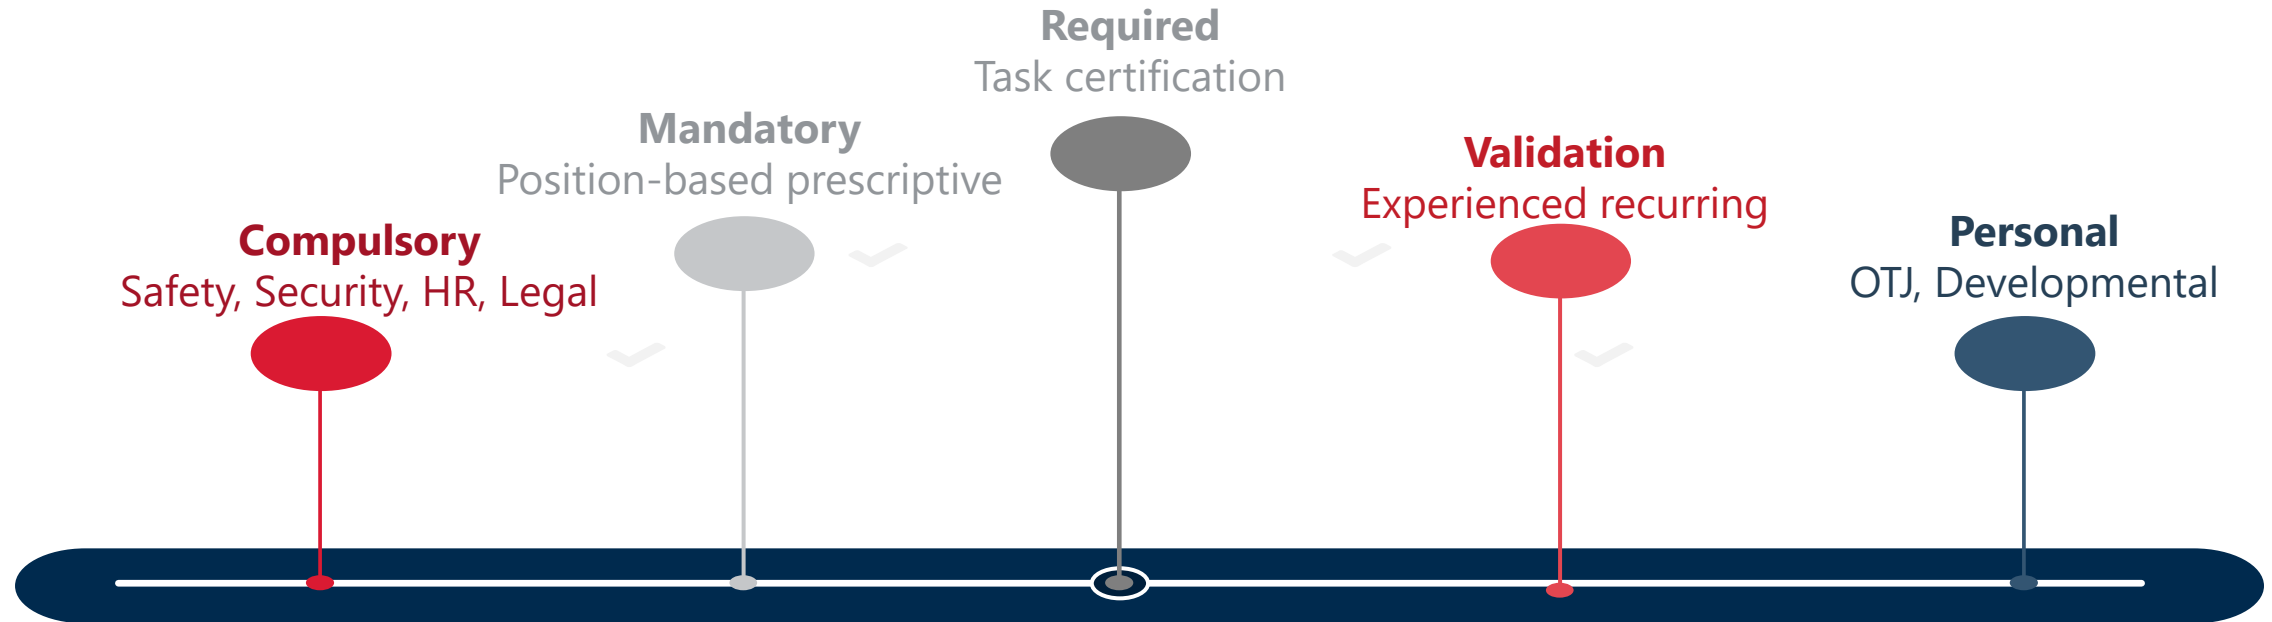 Compulsory
Safety, Security, HR, Legal
Mandatory
Position-based prescriptive
Required
Task certification
Validation
Experienced recurring
Personal
OTJ, Developmental